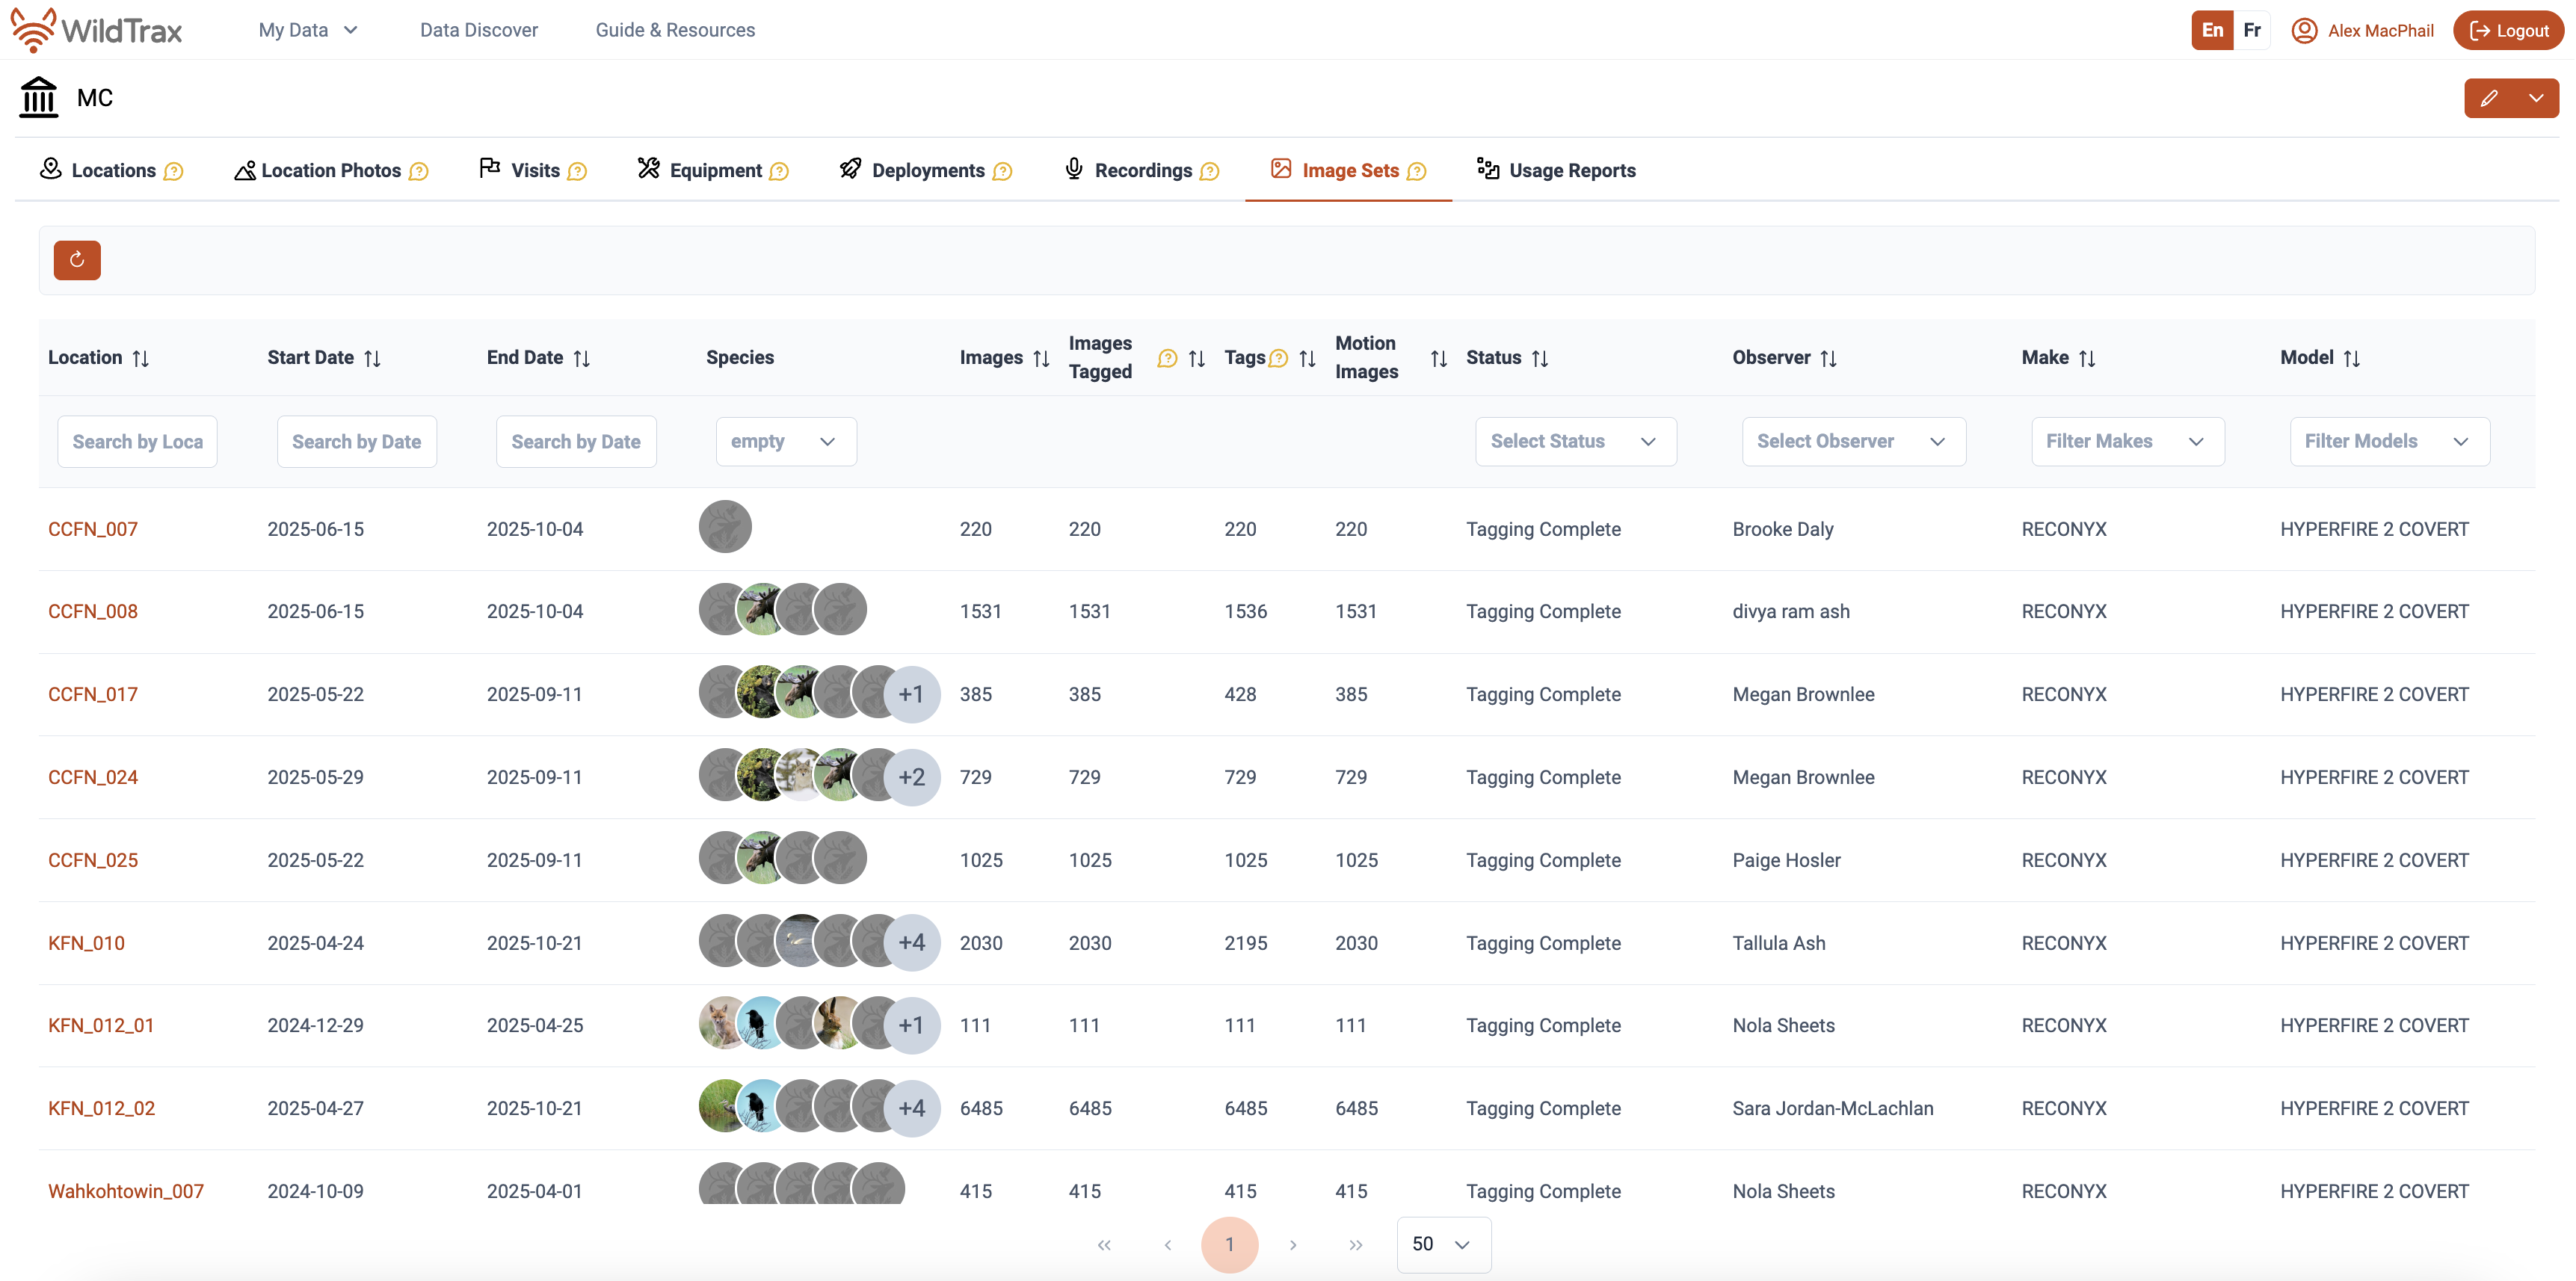 WildTrax My Data Data Discover Guide & Resources En Fr Alex MacPhail Logout
MC
Locations Location Photos Visits Equipment Deployments Recordings Image Sets Usage Reports
Location Start Date End Date Species Images Images Tagged Tags Motion Images Status Observer Make Model
Search by Loca Search by Date Search by Date empty Select Status Select Observer Filter Makes Filter Models
CCFN_007 2025-06-15 2025-10-04 220 220 220 220 Tagging Complete Brooke Daly RECONYX HYPERFIRE 2 COVERT
CCFN_008 2025-06-15 2025-10-04 1531 1531 1536 1531 Tagging Complete divya ram ash RECONYX HYPERFIRE 2 COVERT
CCFN_017 2025-05-22 2025-09-11 +1 385 385 428 385 Tagging Complete Megan Brownlee RECONYX HYPERFIRE 2 COVERT
CCFN_024 2025-05-29 2025-09-11 +2 729 729 729 729 Tagging Complete Megan Brownlee RECONYX HYPERFIRE 2 COVERT
CCFN_025 2025-05-22 2025-09-11 1025 1025 1025 1025 Tagging Complete Paige Hosler RECONYX HYPERFIRE 2 COVERT
KFN_010 2025-04-24 2025-10-21 +4 2030 2030 2195 2030 Tagging Complete Tallula Ash RECONYX HYPERFIRE 2 COVERT
KFN_012_01 2024-12-29 2025-04-25 +1 111 111 111 111 Tagging Complete Nola Sheets RECONYX HYPERFIRE 2 COVERT
KFN_012_02 2025-04-27 2025-10-21 +4 6485 6485 6485 6485 Tagging Complete Sara Jordan-McLachlan RECONYX HYPERFIRE 2 COVERT
Wahkohtowin_007 2024-10-09 2025-04-01 415 415 415 415 Tagging Complete Nola Sheets RECONYX HYPERFIRE 2 COVERT
1 50